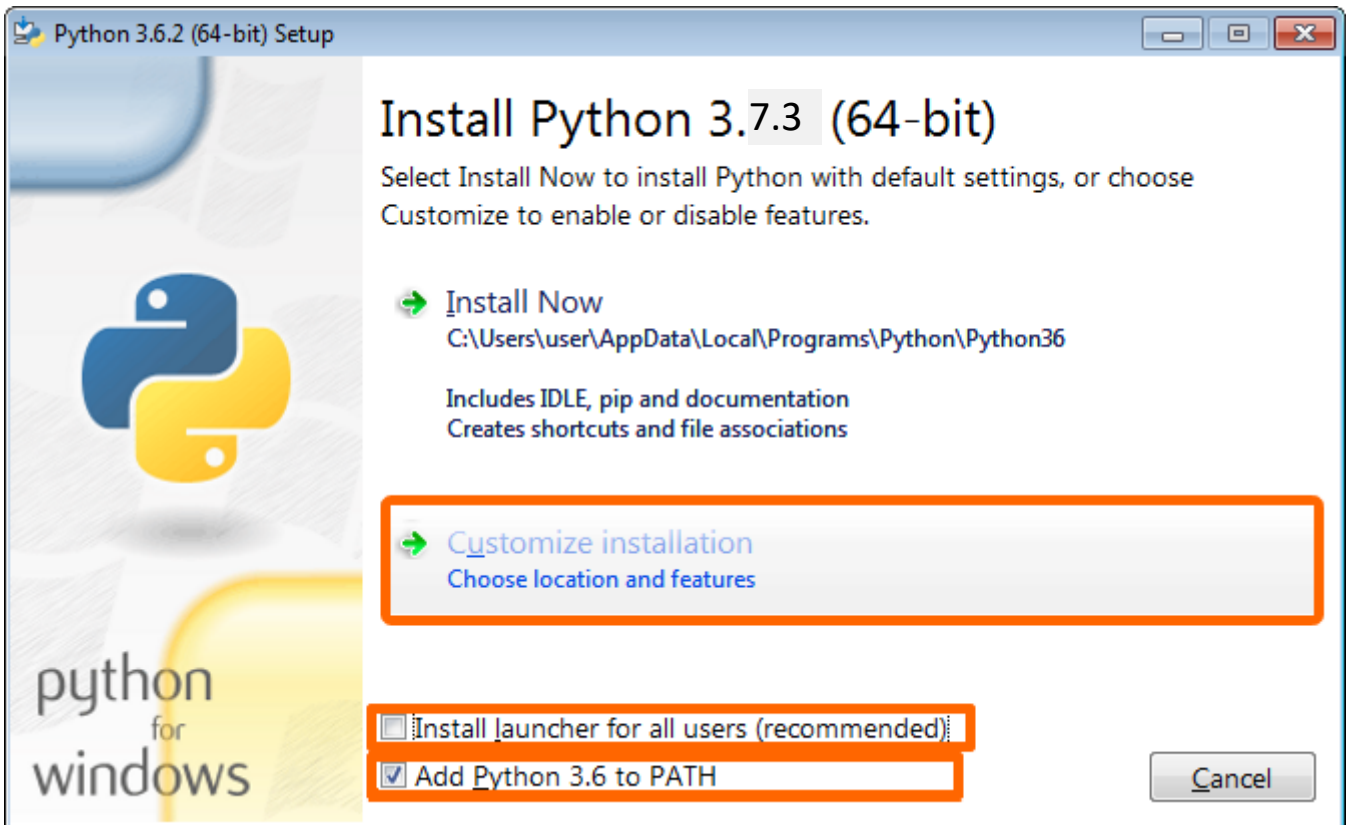 Python 3.6.2 (64-bit) Setup
Install Python 3.7.3 (64-bit)
Select Install Now to install Python with default settings, or choose
Customize to enable or disable features.
Install Now
C:\Users\user\AppData\Local\Programs\Python\Python36
Includes IDLE, pip and documentation
Creates shortcuts and file associations
Customize installation
Choose location and features
Install launcher for all users (recommended)
Add Python 3.6 to PATH
Cancel
python
for
windows